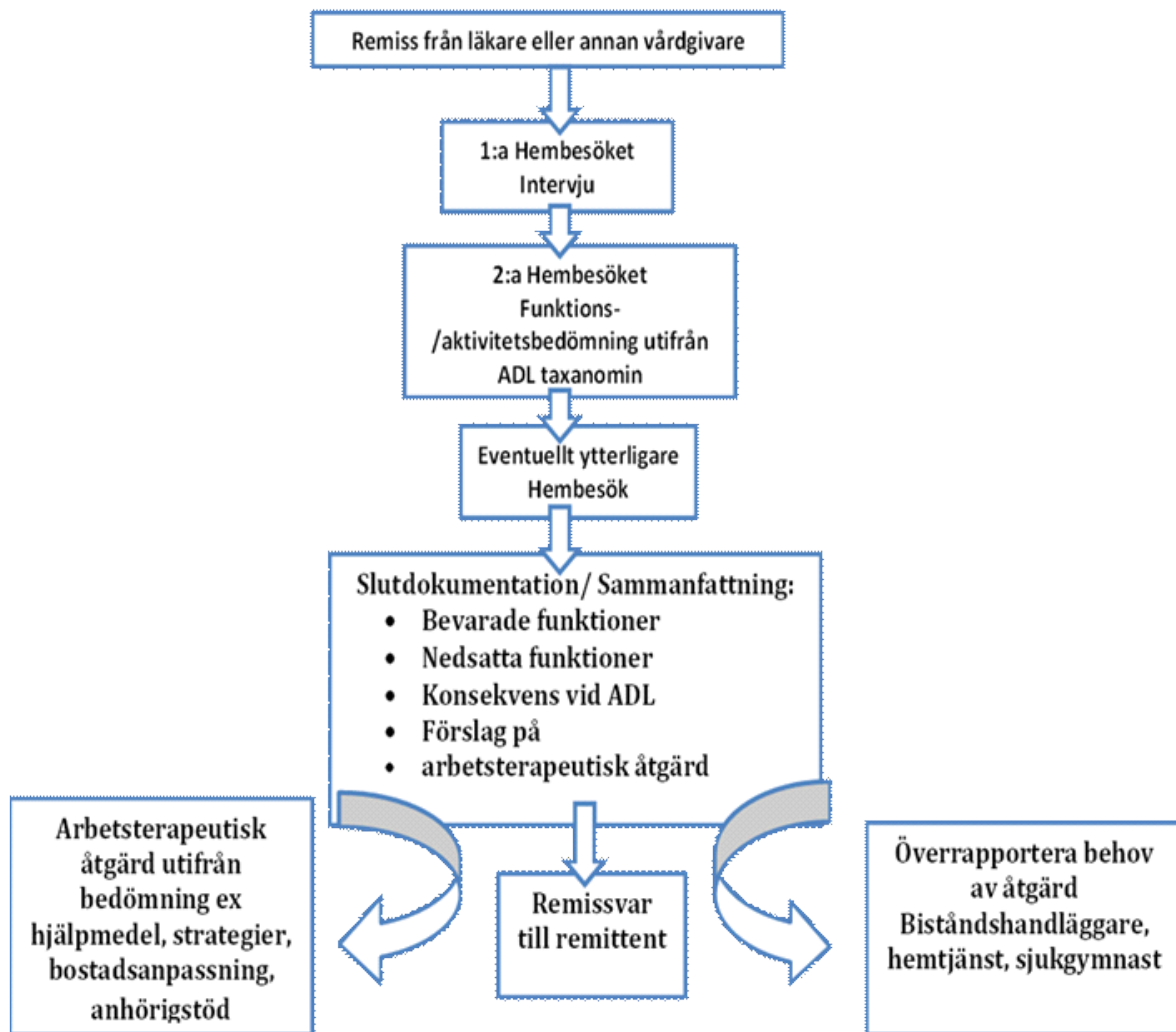 Remiss från läkare eller annan vårdgivare
1:a Hembesöket
Intervju
2:a Hembesöket
Funktions-
/aktivitetsbedömning utifrån
ADL taxanomin
Eventuellt ytterligare
Hembesök
Slutdokumentation/ Sammanfattning:
• Bevarade funktioner
• Nedsatta funktioner
• Konsekvens vid ADL
• Förslag på
• arbetsterapeutisk åtgärd
Arbetsterapeutisk
åtgärd utifrån
bedömning ex
hjälpmedel, strategier,
bostadsanpassning,
anhörigstöd
Remissvar
till remittent
Överrapportera behov
av åtgärd
Biståndshandläggare,
hemtjänst, sjukgymnast